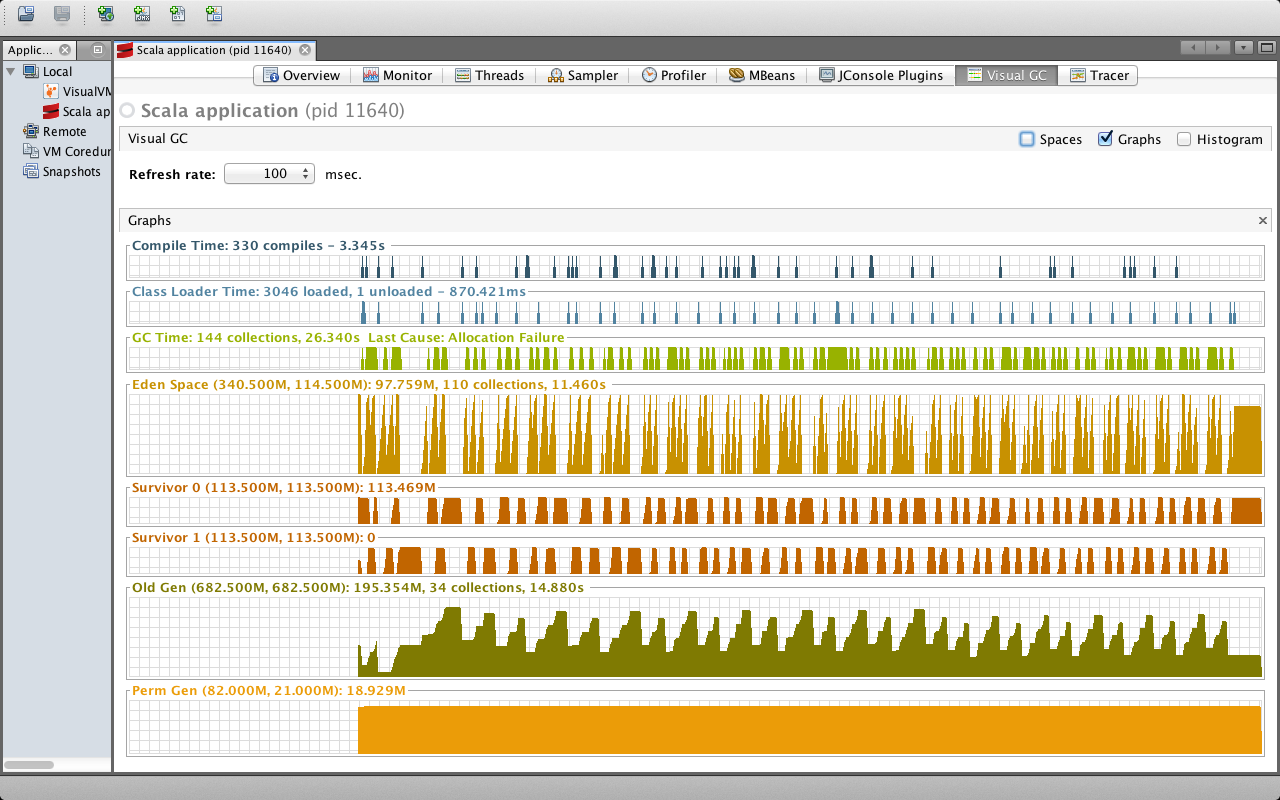 Applic...
Scala application (pid 11640)
Local
VisualVM
Scala ap
Remote
VM Coredur
Snapshots
Overview Monitor Threads Sampler Profiler MBeans JConsole Plugins Visual GC Tracer
Scala application (pid 11640)
Visual GC Spaces Graphs Histogram
Refresh rate: 100 msec.
Graphs
Compile Time: 330 compiles - 3.345s
Class Loader Time: 3046 loaded, 1 unloaded - 870.421ms
GC Time: 144 collections, 26.340s Last Cause: Allocation Failure
Eden Space (340.500M, 114.500M): 97.759M, 110 collections, 11.460s
Survivor 0 (113.500M, 113.500M): 113.469M
Survivor 1 (113.500M, 113.500M): 0
Old Gen (682.500M, 682.500M): 195.354M, 34 collections, 14.880s
Perm Gen (82.000M, 21.000M): 18.929M